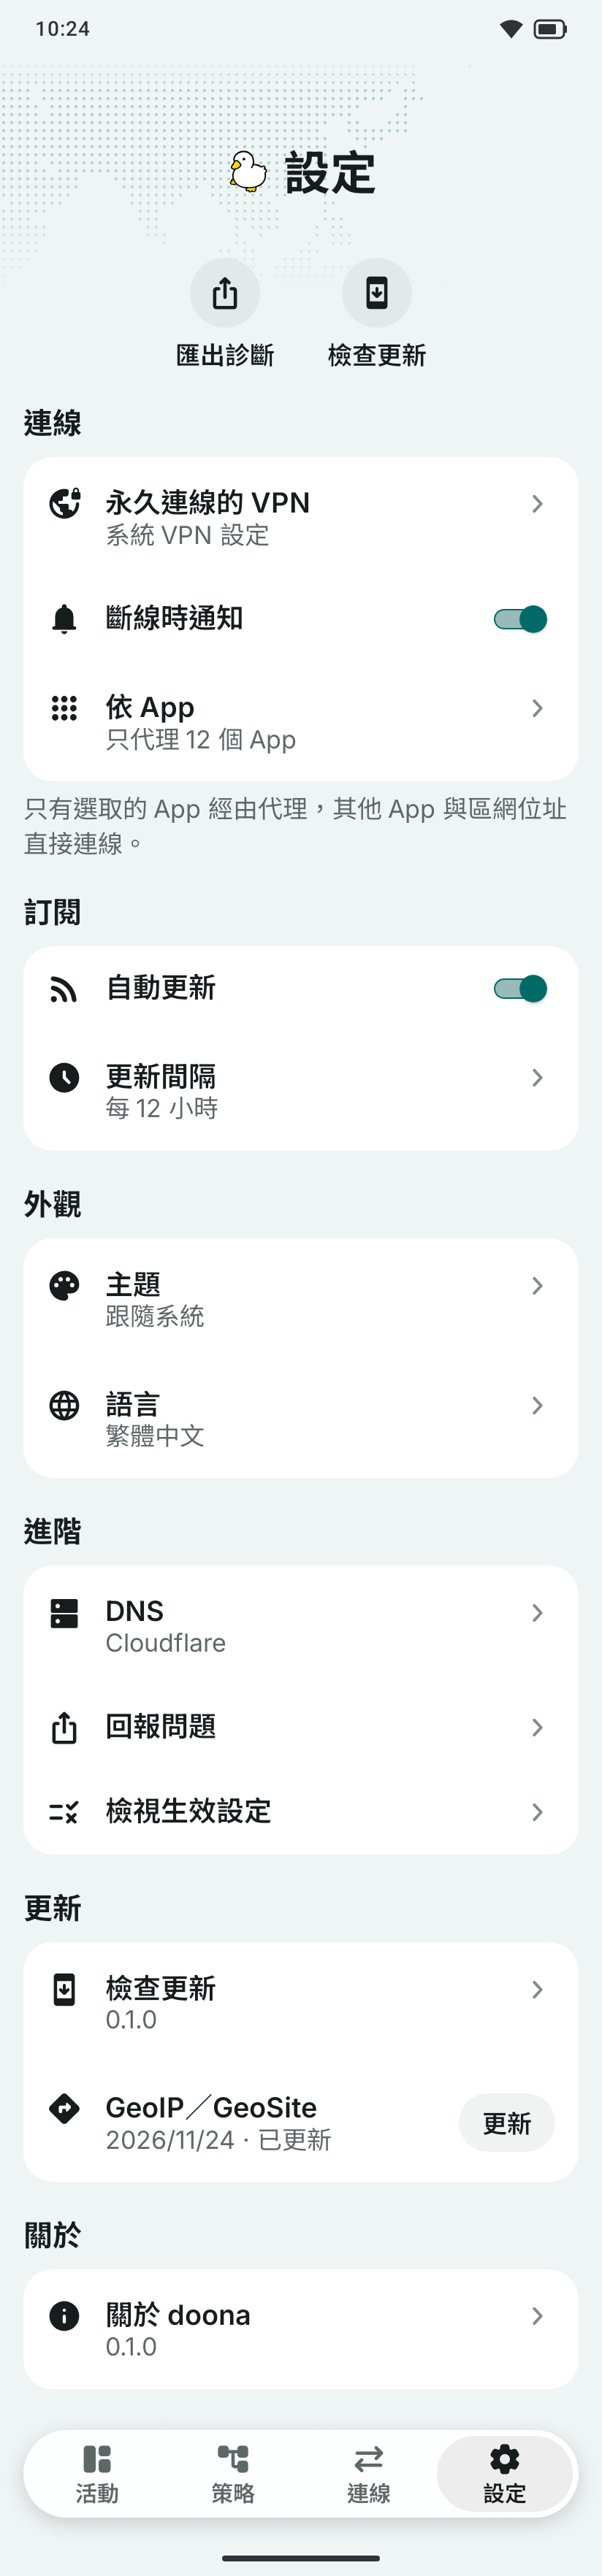 10:24
設定
匯出診斷
檢查更新
連線
永久連線的 VPN
系統 VPN 設定
斷線時通知
依 App
只代理 12 個 App
只有選取的 App 經由代理，其他 App 與區網位址
直接連線。
訂閱
自動更新
更新間隔
每 12 小時
外觀
主題
跟隨系統
語言
繁體中文
進階
DNS
Cloudflare
回報問題
檢視生效設定
更新
檢查更新
0.1.0
GeoIP／GeoSite
2026/11/24 · 已更新
更新
關於
關於 doona
0.1.0
活動
策略
連線
設定